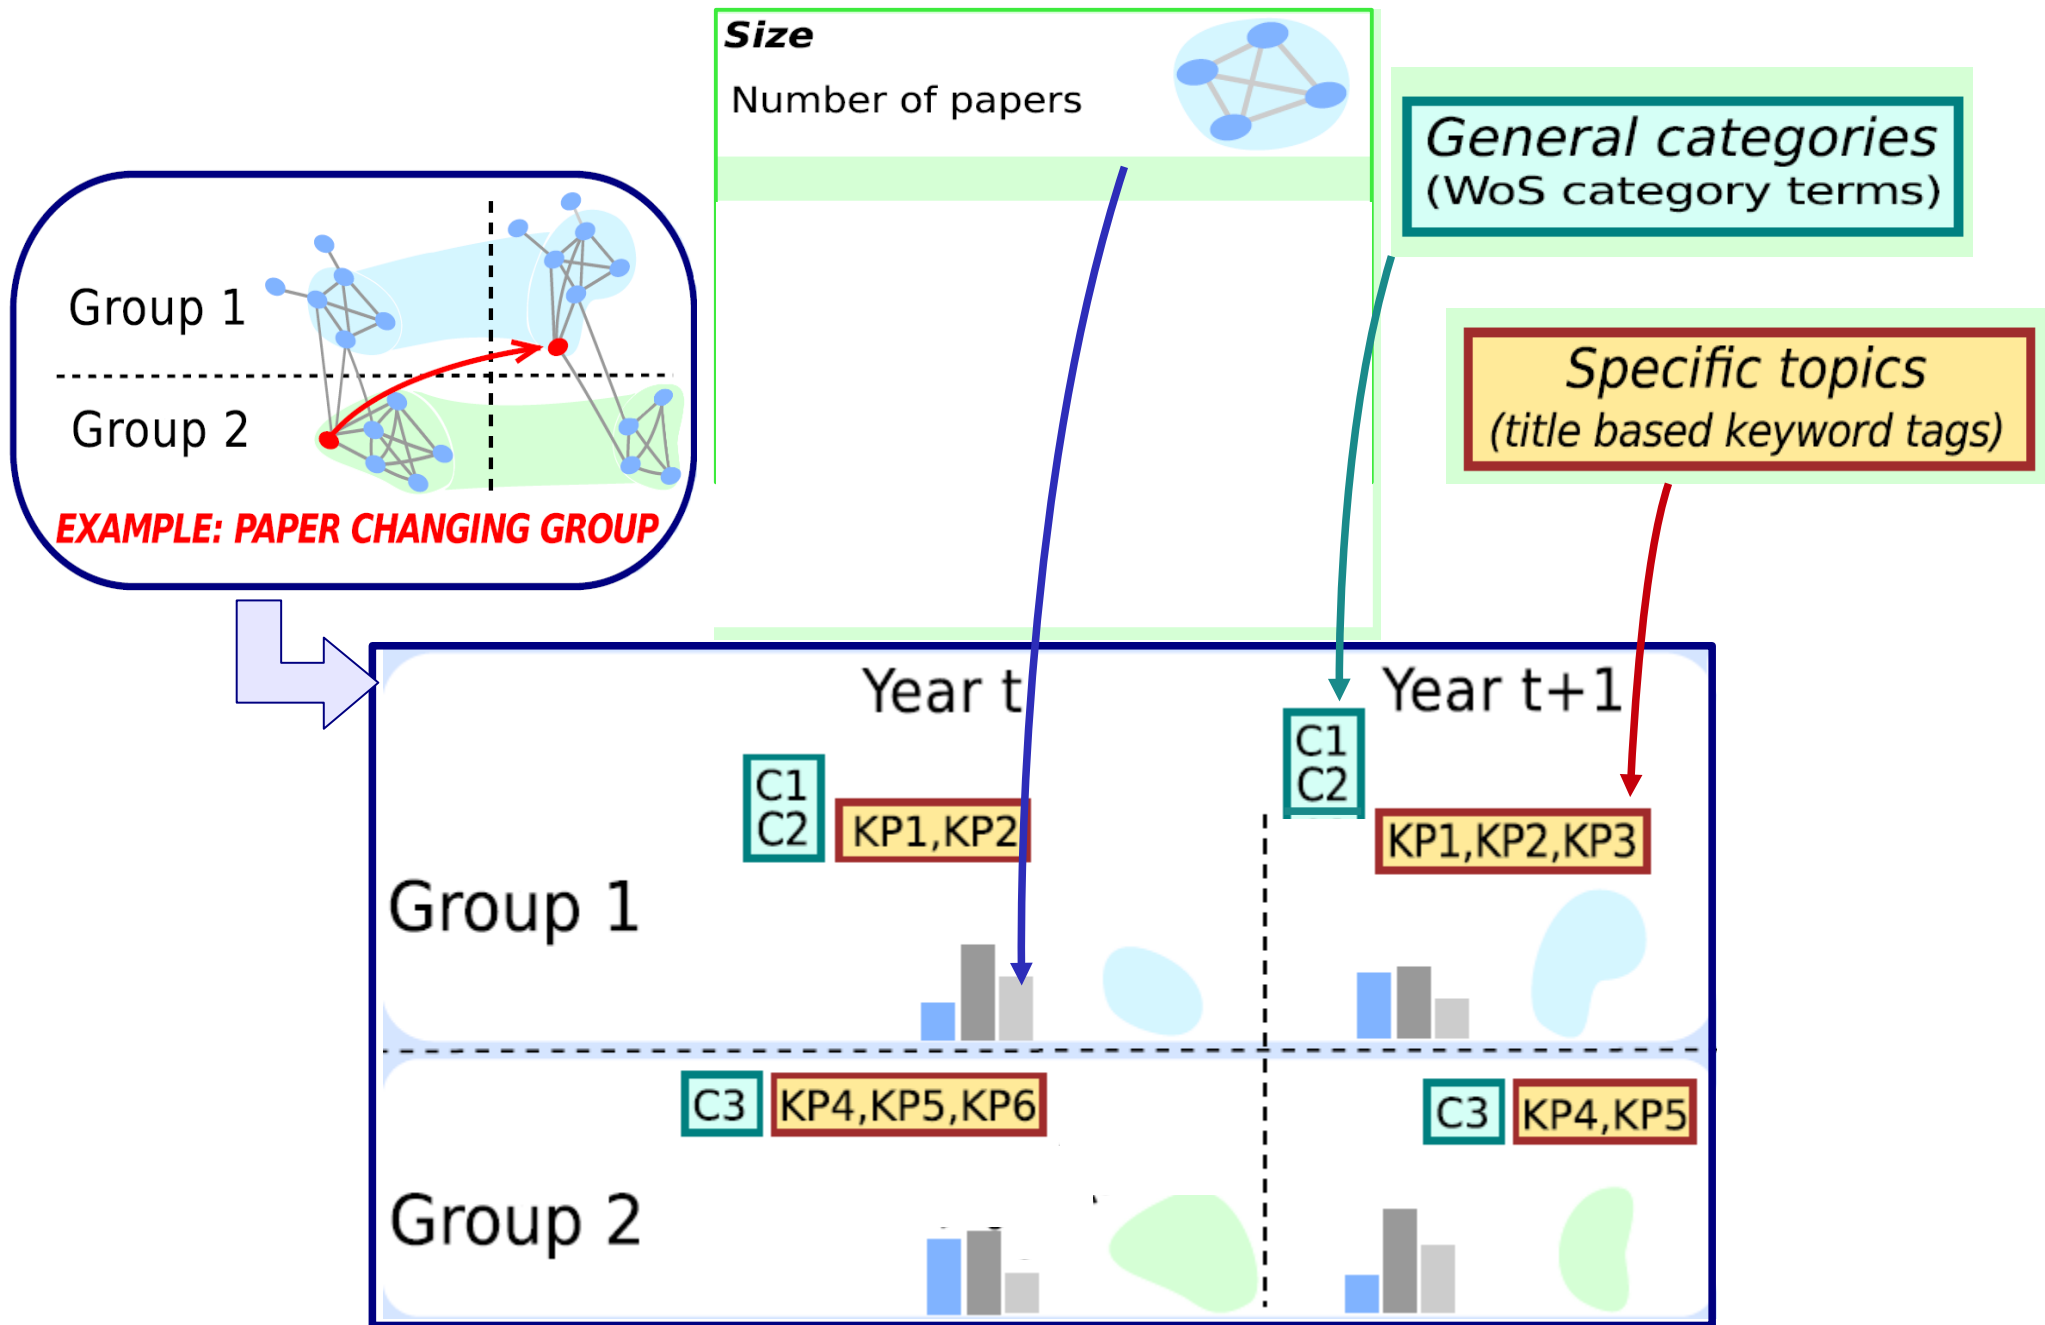 Size
Number of papers
General categories
(WoS category terms)
Group 1
Group 2
EXAMPLE: PAPER CHANGING GROUP
Specific topics
(title based keyword tags)
Year t
Year t+1
C1
C2
KP1,KP2
C1
C2
KP1,KP2,KP3
Group 1
C3
KP4,KP5,KP6
C3
KP4,KP5
Group 2